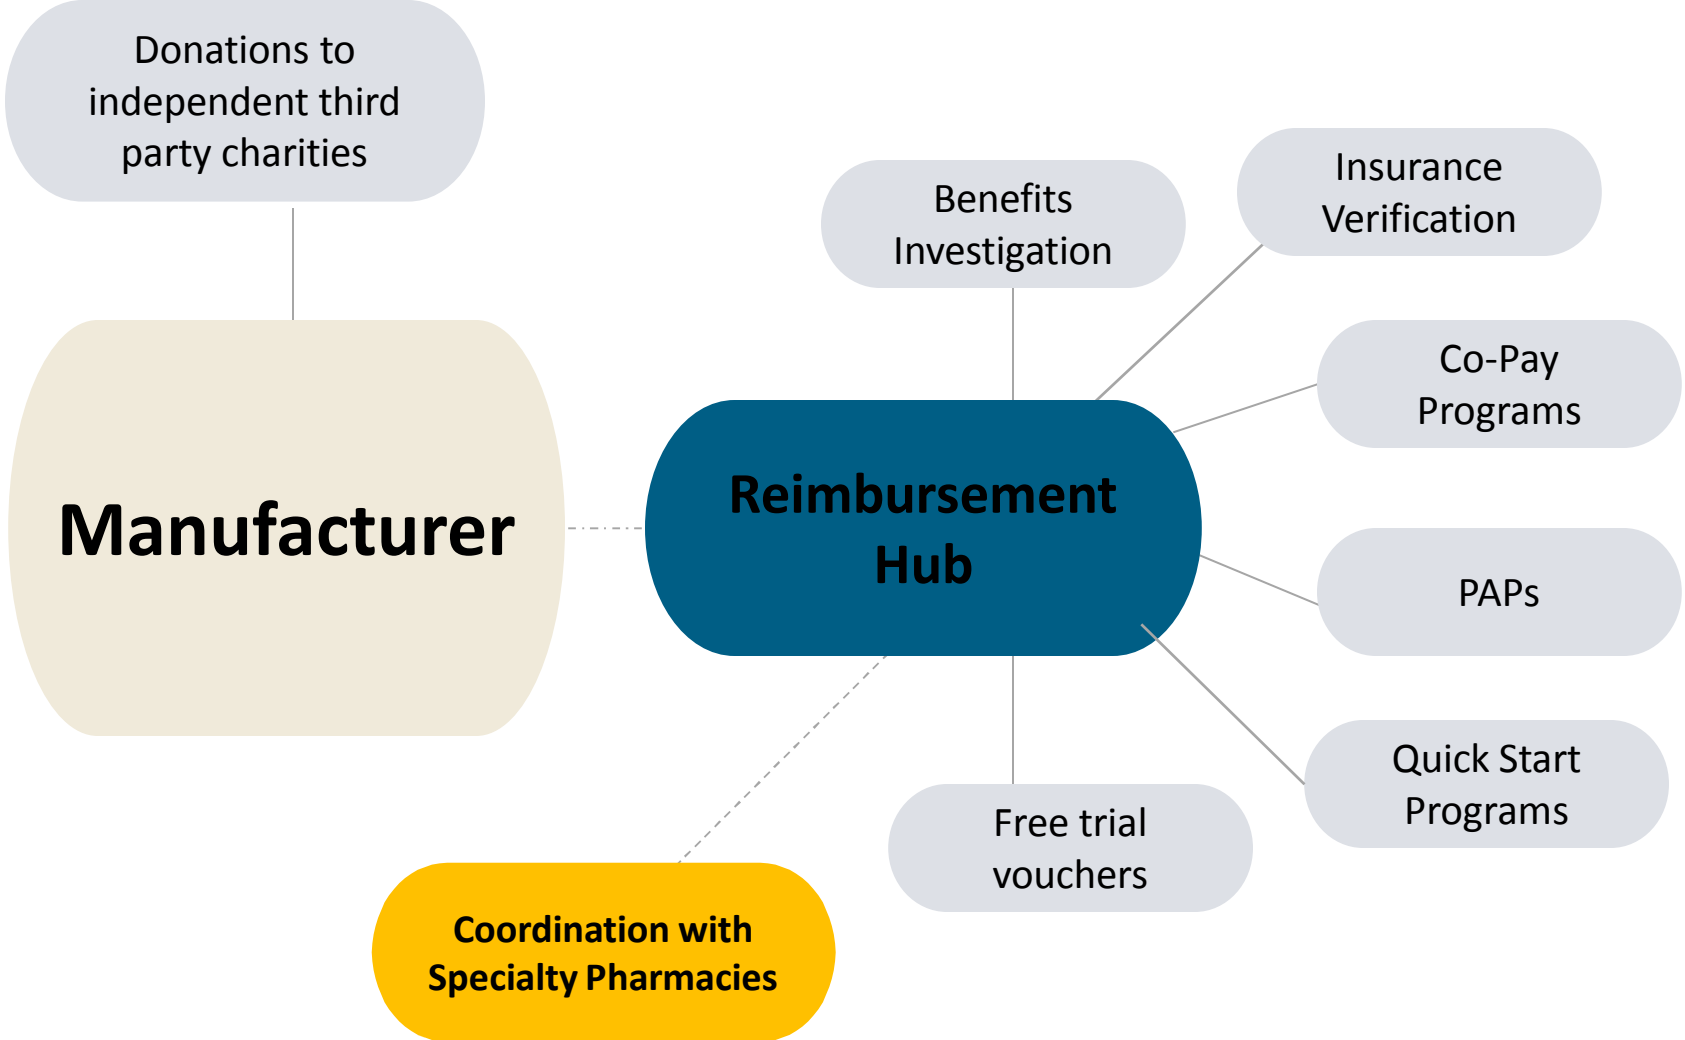 Donations to
independent third
party charities
Benefits
Investigation
Insurance
Verification
Co-Pay
Programs
Manufacturer
Reimbursement
Hub
PAPs
Quick Start
Programs
Free trial
vouchers
Coordination with
Specialty Pharmacies